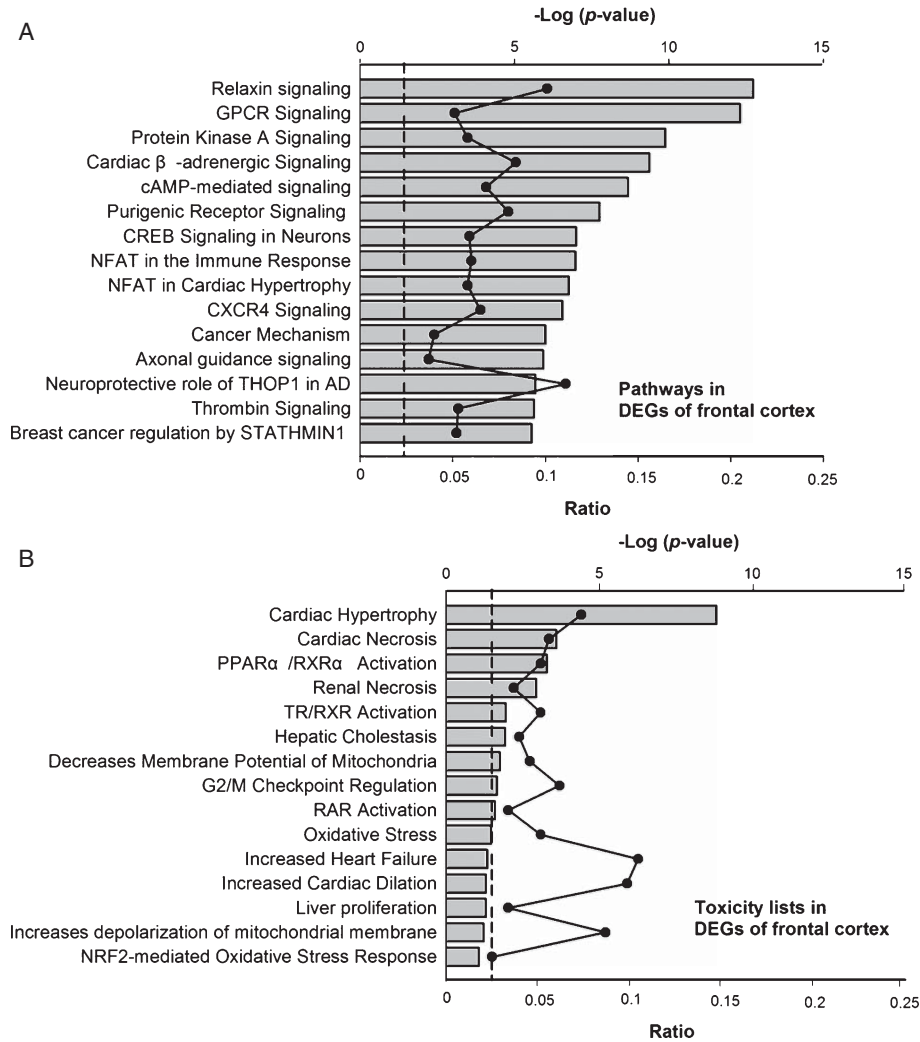 A
-Log (p-value)
0 5 10 15
Relaxin signaling
GPCR Signaling
Protein Kinase A Signaling
Cardiac β -adrenergic Signaling
cAMP-mediated signaling
Purigenic Receptor Signaling
CREB Signaling in Neurons
NFAT in the Immune Response
NFAT in Cardiac Hypertrophy
CXCR4 Signaling
Cancer Mechanism
Axonal guidance signaling
Neuroprotective role of THOP1 in AD
Thrombin Signaling
Breast cancer regulation by STATHMIN1
Pathways in
DEGs of frontal cortex
0 0.05 0.1 0.15 0.2 0.25
Ratio
B
-Log (p-value)
0 5 10 15
Cardiac Hypertrophy
Cardiac Necrosis
PPARα /RXRα Activation
Renal Necrosis
TR/RXR Activation
Hepatic Cholestasis
Decreases Membrane Potential of Mitochondria
G2/M Checkpoint Regulation
RAR Activation
Oxidative Stress
Increased Heart Failure
Increased Cardiac Dilation
Liver proliferation
Increases depolarization of mitochondrial membrane
NRF2-mediated Oxidative Stress Response
Toxicity lists in
DEGs of frontal cortex
0 0.05 0.1 0.15 0.2 0.25
Ratio